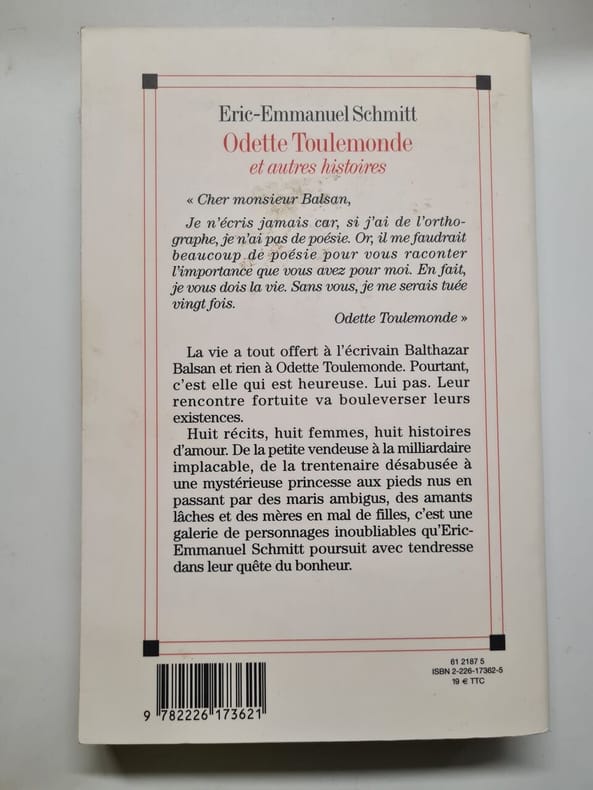 Eric-Emmanuel Schmitt
Odette Toulemonde
et autres histoires
« Cher monsieur Balsan,
Je n'écris jamais car, si j'ai de l'ortho-
graphe, je n'ai pas de poésie. Or, il me faudrait
beaucoup de poésie pour vous raconter
l'importance que vous avez pour moi. En fait,
je vous dois la vie. Sans vous, je me serais tuée
vingt fois.
Odette Toulemonde »
La vie a tout offert à l'écrivain Balthazar
Balsan et rien à Odette Toulemonde. Pourtant,
c'est elle qui est heureuse. Lui pas. Leur
rencontre fortuite va bouleverser leurs
existences.
Huit récits, huit femmes, huit histoires
d'amour. De la petite vendeuse à la milliardaire
implacable, de la trentenaire désabusée à
une mystérieuse princesse aux pieds nus en
passant par des maris ambigus, des amants
lâches et des mères en mal de filles, c'est une
galerie de personnages inoubliables qu'Eric-
Emmanuel Schmitt poursuit avec tendresse
dans leur quête du bonheur.
61 2187 5
ISBN 2-226-17362-5
19 € TTC
9 782226 173621